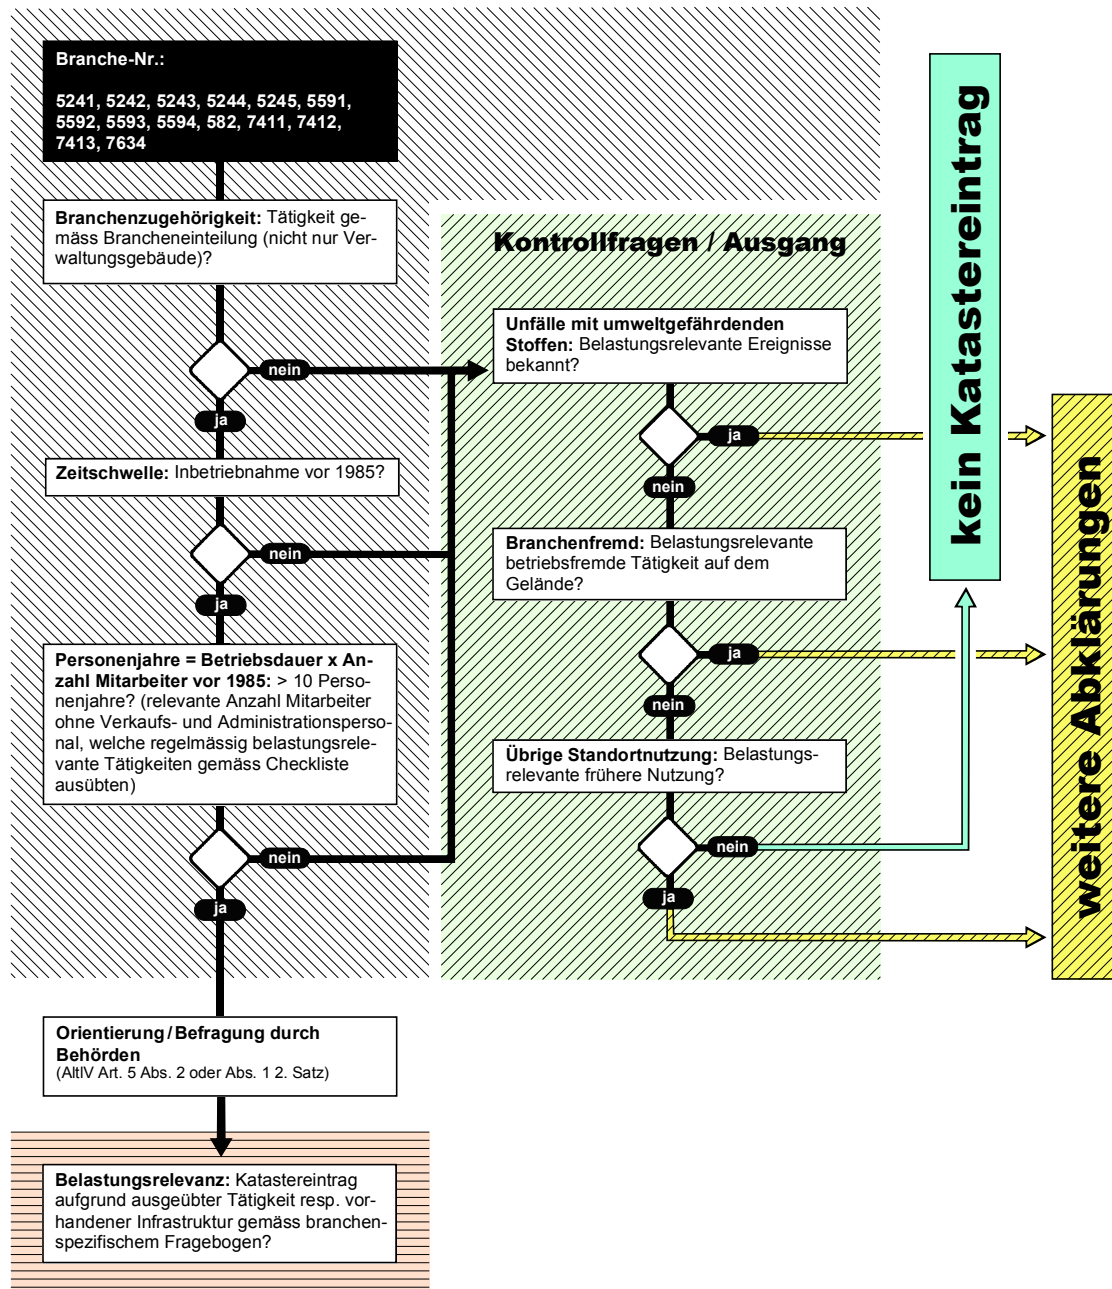 Branche-Nr.:
5241, 5242, 5243, 5244, 5245, 5591,
5592, 5593, 5594, 582, 7411, 7412,
7413, 7634
Branchenzugehörigkeit: Tätigkeit ge-
mäss Brancheneinteilung (nicht nur Ver-
waltungsgebäude)?
nein
ja
Zeitschwelle: Inbetriebnahme vor 1985?
nein
ja
Personenjahre = Betriebsdauer x An-
zahl Mitarbeiter vor 1985: > 10 Perso-
nenjahre? (relevante Anzahl Mitarbeiter
ohne Verkaufs- und Administrationsperso-
nal, welche regelmässig belastungsrele-
vante Tätigkeiten gemäss Checkliste
ausübten)
nein
ja
Orientierung/Befragung durch
Behörden
(AltlV Art. 5 Abs. 2 oder Abs. 1 2. Satz)
Belastungsrelevanz: Katastereintrag
aufgrund ausgeübter Tätigkeit resp. vor-
handener Infrastruktur gemäss branchen-
spezifischem Fragebogen?
Kontrollfragen / Ausgang
Unfälle mit umweltgefährdenden
Stoffen: Belastungsrelevante Ereignisse
bekannt?
ja
nein
Branchenfremd: Belastungsrelevante
betriebsfremde Tätigkeit auf dem
Gelände?
ja
nein
Übrige Standortnutzung: Belastungs-
relevante frühere Nutzung?
nein
ja
kein Katastereintrag
weitere Abklärungen